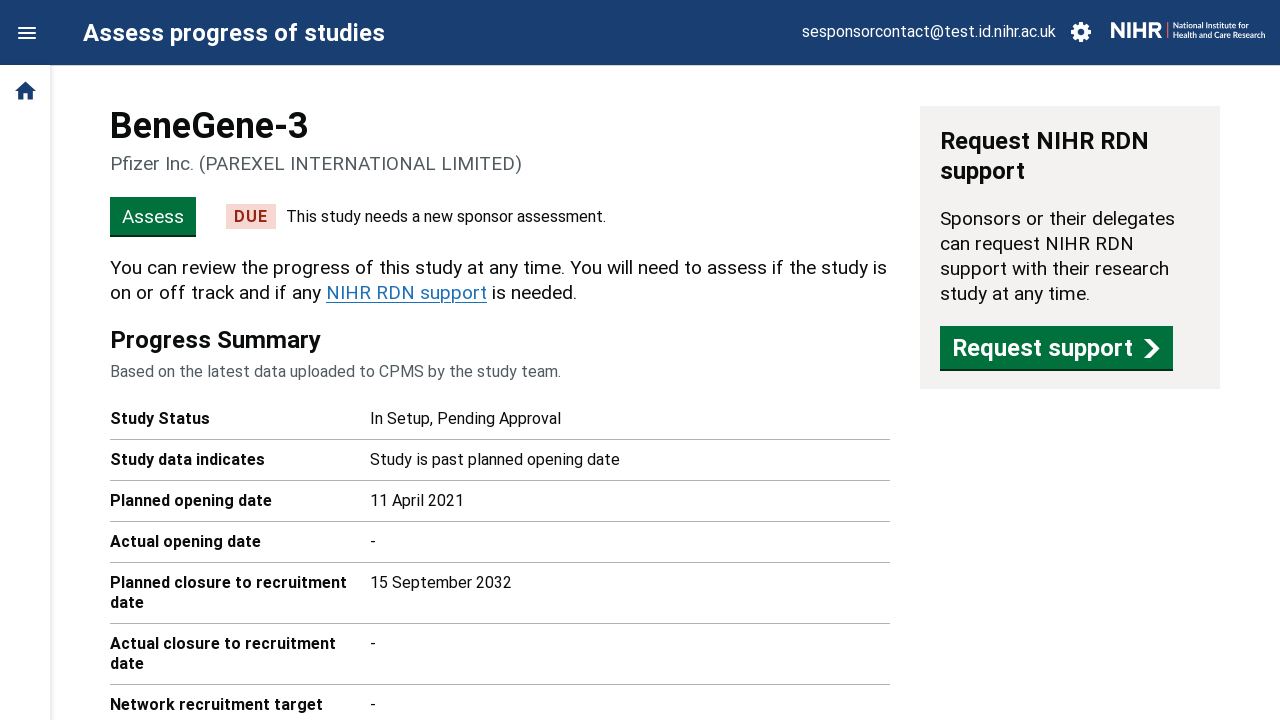 Assess progress of studies
sesponsorcontact@test.id.nihr.ac.uk
NIHR | National Institute for
Health and Care Research
BeneGene-3
Pfizer Inc. (PAREXEL INTERNATIONAL LIMITED)
Assess
DUE
This study needs a new sponsor assessment.
You can review the progress of this study at any time. You will need to assess if the study is
on or off track and if any NIHR RDN support is needed.
Progress Summary
Based on the latest data uploaded to CPMS by the study team.
Study Status In Setup, Pending Approval
Study data indicates Study is past planned opening date
Planned opening date 11 April 2021
Actual opening date -
Planned closure to recruitment 15 September 2032
date
Actual closure to recruitment -
date
Network recruitment target -
Request NIHR RDN
support
Sponsors or their delegates
can request NIHR RDN
support with their research
study at any time.
Request support